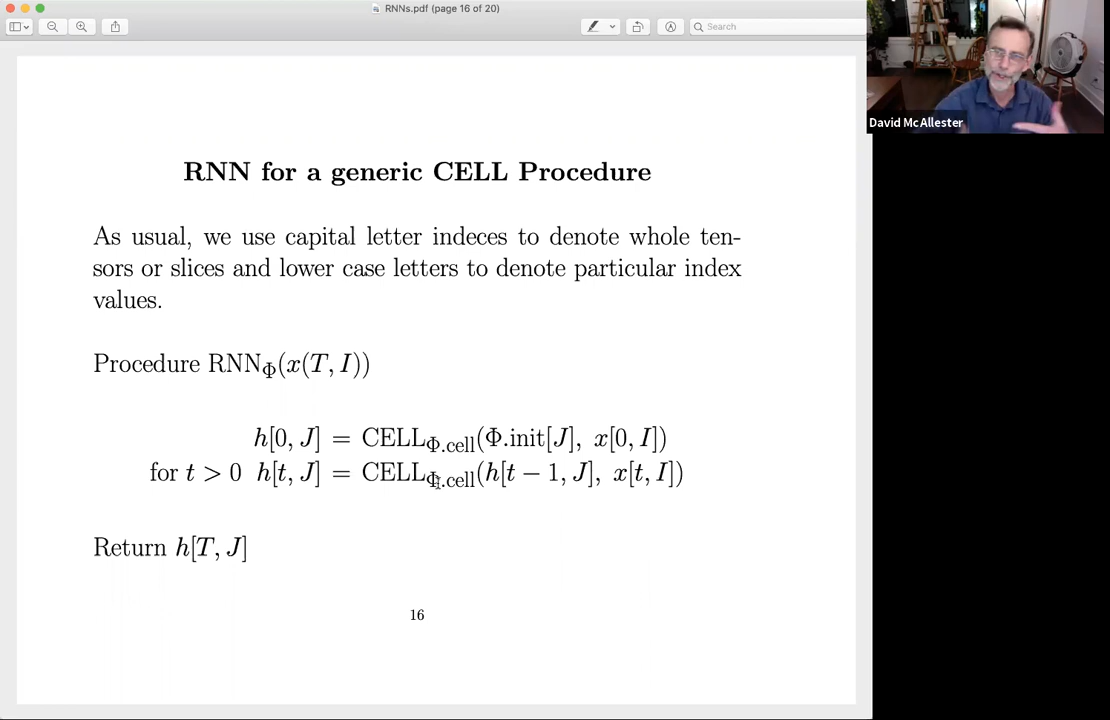 RNNs.pdf (page 16 of 20)
Search
David McAllester
RNN for a generic CELL Procedure
As usual, we use capital letter indeces to denote whole ten-
sors or slices and lower case letters to denote particular index
values.
Procedure RNN_Φ(x(T, I))
h[0, J] = CELL_Φ.cell(Φ.init[J], x[0, I])
for t > 0 h[t, J] = CELL_Φ.cell(h[t − 1, J], x[t, I])
Return h[T, J]
16